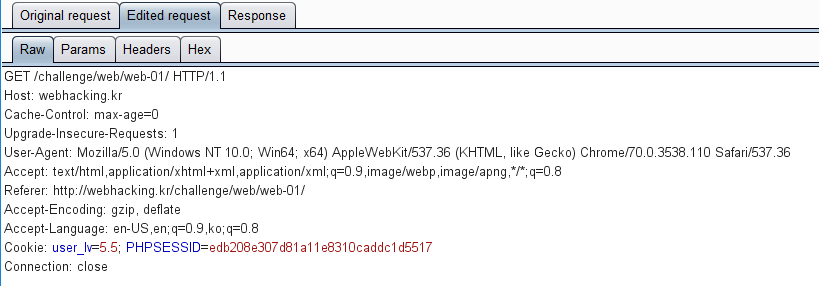 Original request Edited request Response
Raw Params Headers Hex
GET /challenge/web/web-01/ HTTP/1.1
Host: webhacking.kr
Cache-Control: max-age=0
Upgrade-Insecure-Requests: 1
User-Agent: Mozilla/5.0 (Windows NT 10.0; Win64; x64) AppleWebKit/537.36 (KHTML, like Gecko) Chrome/70.0.3538.110 Safari/537.36
Accept: text/html,application/xhtml+xml,application/xml;q=0.9,image/webp,image/apng,*/*;q=0.8
Referer: http://webhacking.kr/challenge/web/web-01/
Accept-Encoding: gzip, deflate
Accept-Language: en-US,en;q=0.9,ko;q=0.8
Cookie: user_lv=5.5; PHPSESSID=edb208e307d81a11e8310caddc1d5517
Connection: close